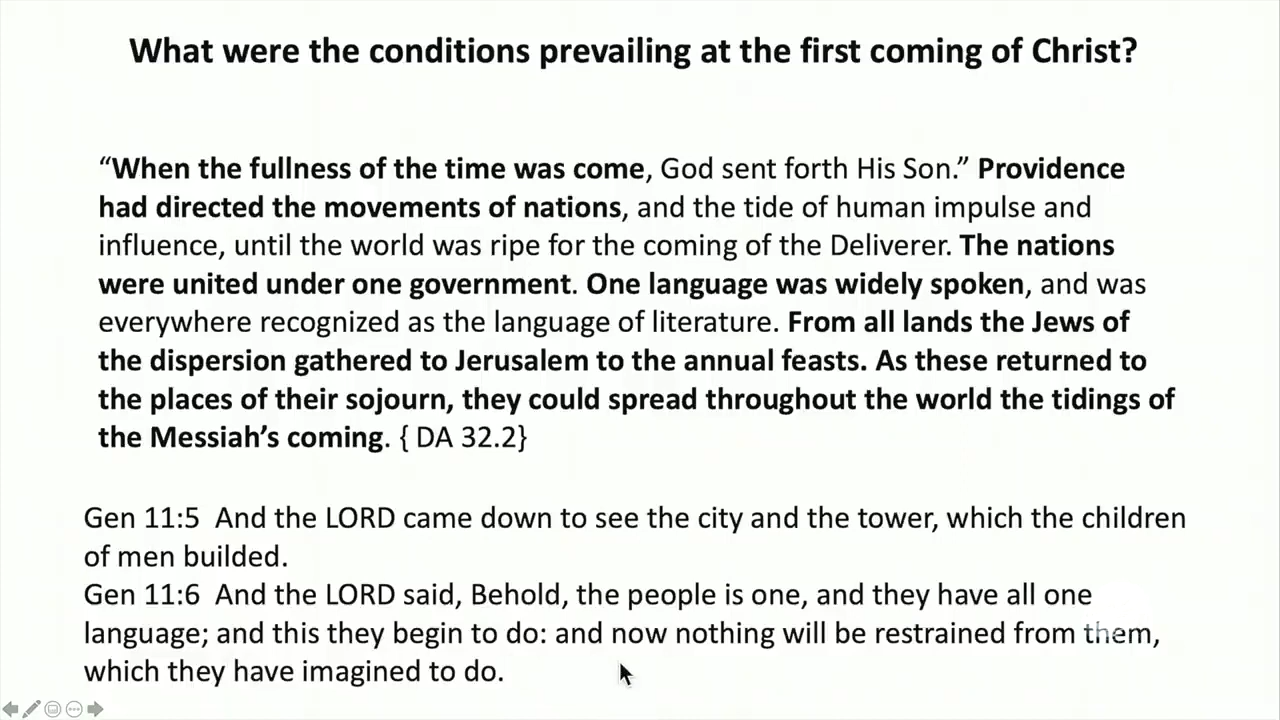 What were the conditions prevailing at the first coming of Christ?
“When the fullness of the time was come, God sent forth His Son.” Providence
had directed the movements of nations, and the tide of human impulse and
influence, until the world was ripe for the coming of the Deliverer. The nations
were united under one government. One language was widely spoken, and was
everywhere recognized as the language of literature. From all lands the Jews of
the dispersion gathered to Jerusalem to the annual feasts. As these returned to
the places of their sojourn, they could spread throughout the world the tidings of
the Messiah’s coming. { DA 32.2}
Gen 11:5 And the LORD came down to see the city and the tower, which the children
of men builded.
Gen 11:6 And the LORD said, Behold, the people is one, and they have all one
language; and this they begin to do: and now nothing will be restrained from them,
which they have imagined to do.